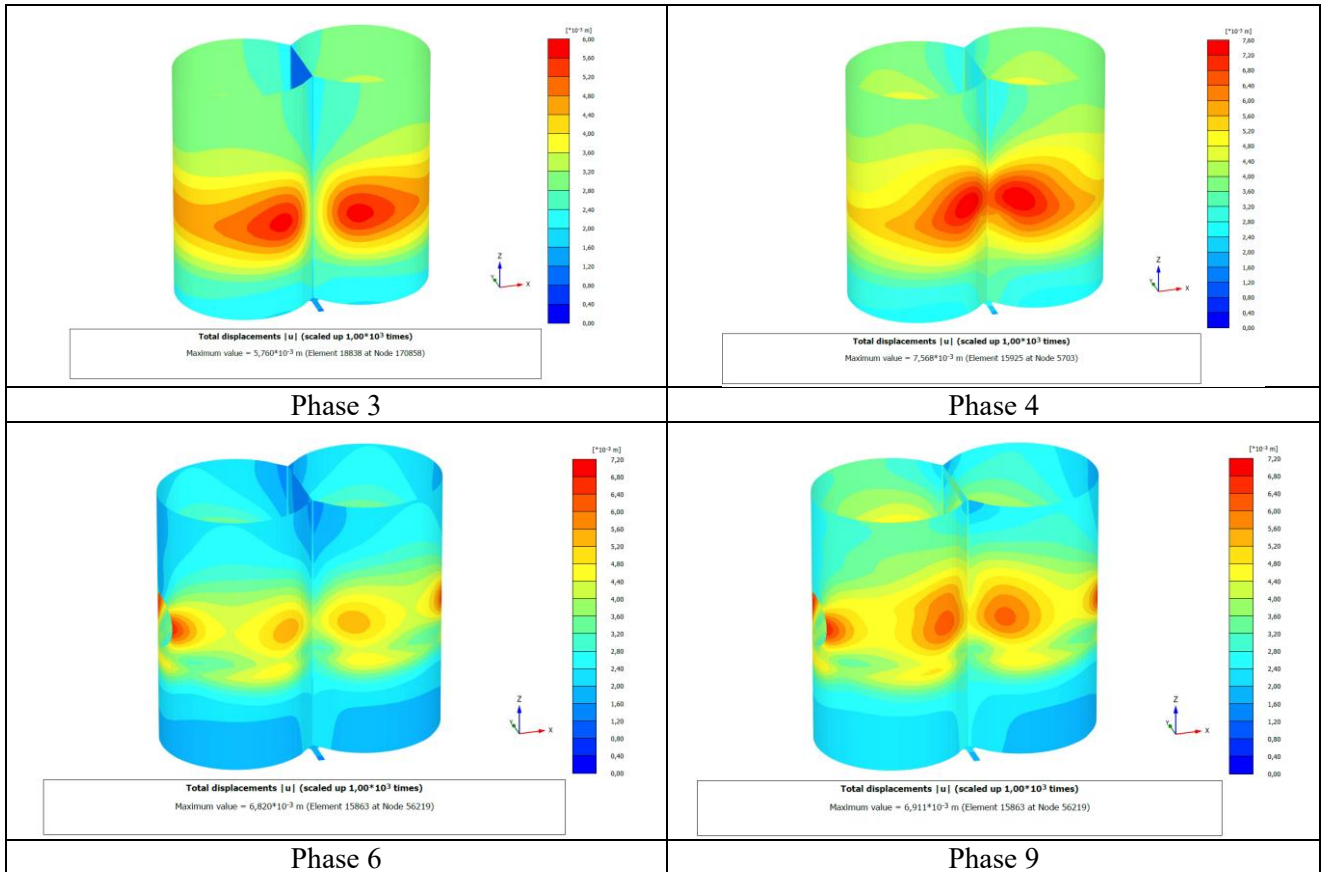 [*10-3 m]
6,00
5,60
5,20
4,80
4,40
4,00
3,60
3,20
2,80
2,40
2,00
1,60
1,20
0,80
0,40
0,00
Z
Y
X
Total displacements |u| (scaled up 1,00*10³ times)
Maximum value = 5,760*10-³ m (Element 18838 at Node 170858)
Phase 3
[*10-3 m]
7,60
7,20
6,80
6,40
6,00
5,60
5,20
4,80
4,40
4,00
3,60
3,20
2,80
2,40
2,00
1,60
1,20
0,80
0,40
0,00
Z
Y
X
Total displacements |u| (scaled up 1,00*10³ times)
Maximum value = 7,568*10-³ m (Element 15925 at Node 5703)
Phase 4
[*10-3 m]
7,20
6,80
6,40
6,00
5,60
5,20
4,80
4,40
4,00
3,60
3,20
2,80
2,40
2,00
1,60
1,20
0,80
0,40
0,00
Z
Y
X
Total displacements |u| (scaled up 1,00*10³ times)
Maximum value = 6,820*10-³ m (Element 15863 at Node 56219)
Phase 6
[*10-3 m]
7,20
6,80
6,40
6,00
5,60
5,20
4,80
4,40
4,00
3,60
3,20
2,80
2,40
2,00
1,60
1,20
0,80
0,40
0,00
Z
Y
X
Total displacements |u| (scaled up 1,00*10³ times)
Maximum value = 6,911*10-³ m (Element 15863 at Node 56219)
Phase 9